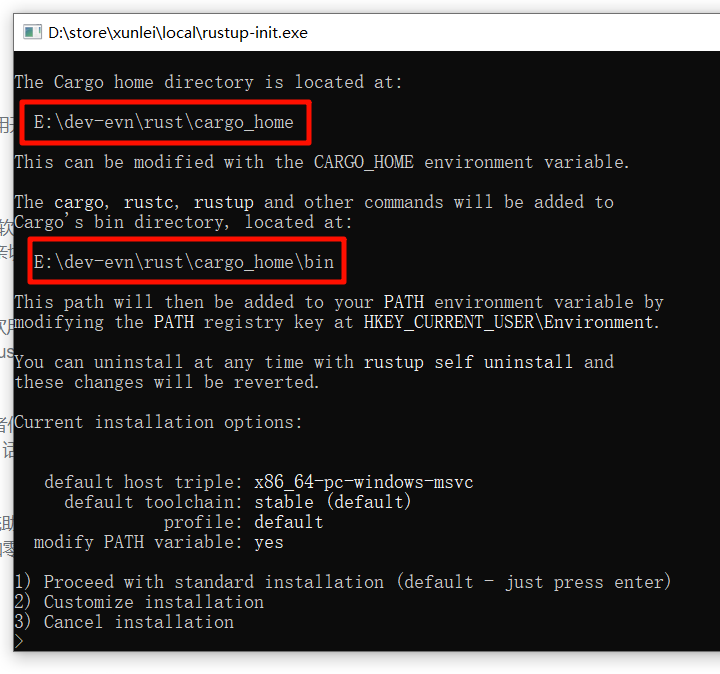 D:\store\xunlei\local\rustup-init.exe
The Cargo home directory is located at:
E:\dev-evn\rust\cargo_home
This can be modified with the CARGO_HOME environment variable.
The cargo, rustc, rustup and other commands will be added to
Cargo's bin directory, located at:
E:\dev-evn\rust\cargo_home\bin
This path will then be added to your PATH environment variable by
modifying the PATH registry key at HKEY_CURRENT_USER\Environment.
You can uninstall at any time with rustup self uninstall and
these changes will be reverted.
Current installation options:
default host triple: x86_64-pc-windows-msvc
default toolchain: stable (default)
profile: default
modify PATH variable: yes
1) Proceed with standard installation (default - just press enter)
2) Customize installation
3) Cancel installation
>